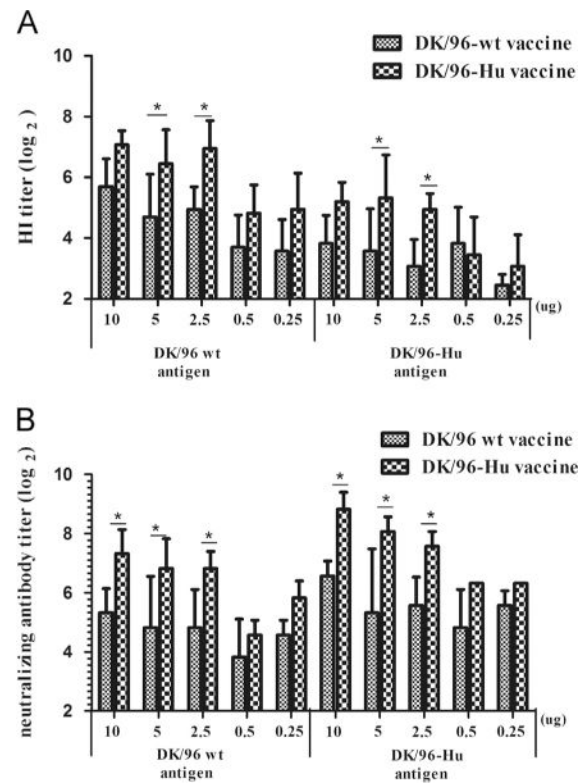 A
DK/96-wt vaccine
DK/96-Hu vaccine
HI titer (log 2)
10
8
6
4
2
* * * *
10 5 2.5 0.5 0.25 10 5 2.5 0.5 0.25 (ug)
DK/96 wt antigen
DK/96-Hu antigen
B
DK/96 wt vaccine
DK/96-Hu vaccine
neutralizing antibody titer (log 2)
10
8
6
4
2
* * * * * *
10 5 2.5 0.5 0.25 10 5 2.5 0.5 0.25 (ug)
DK/96 wt antigen
DK/96-Hu antigen